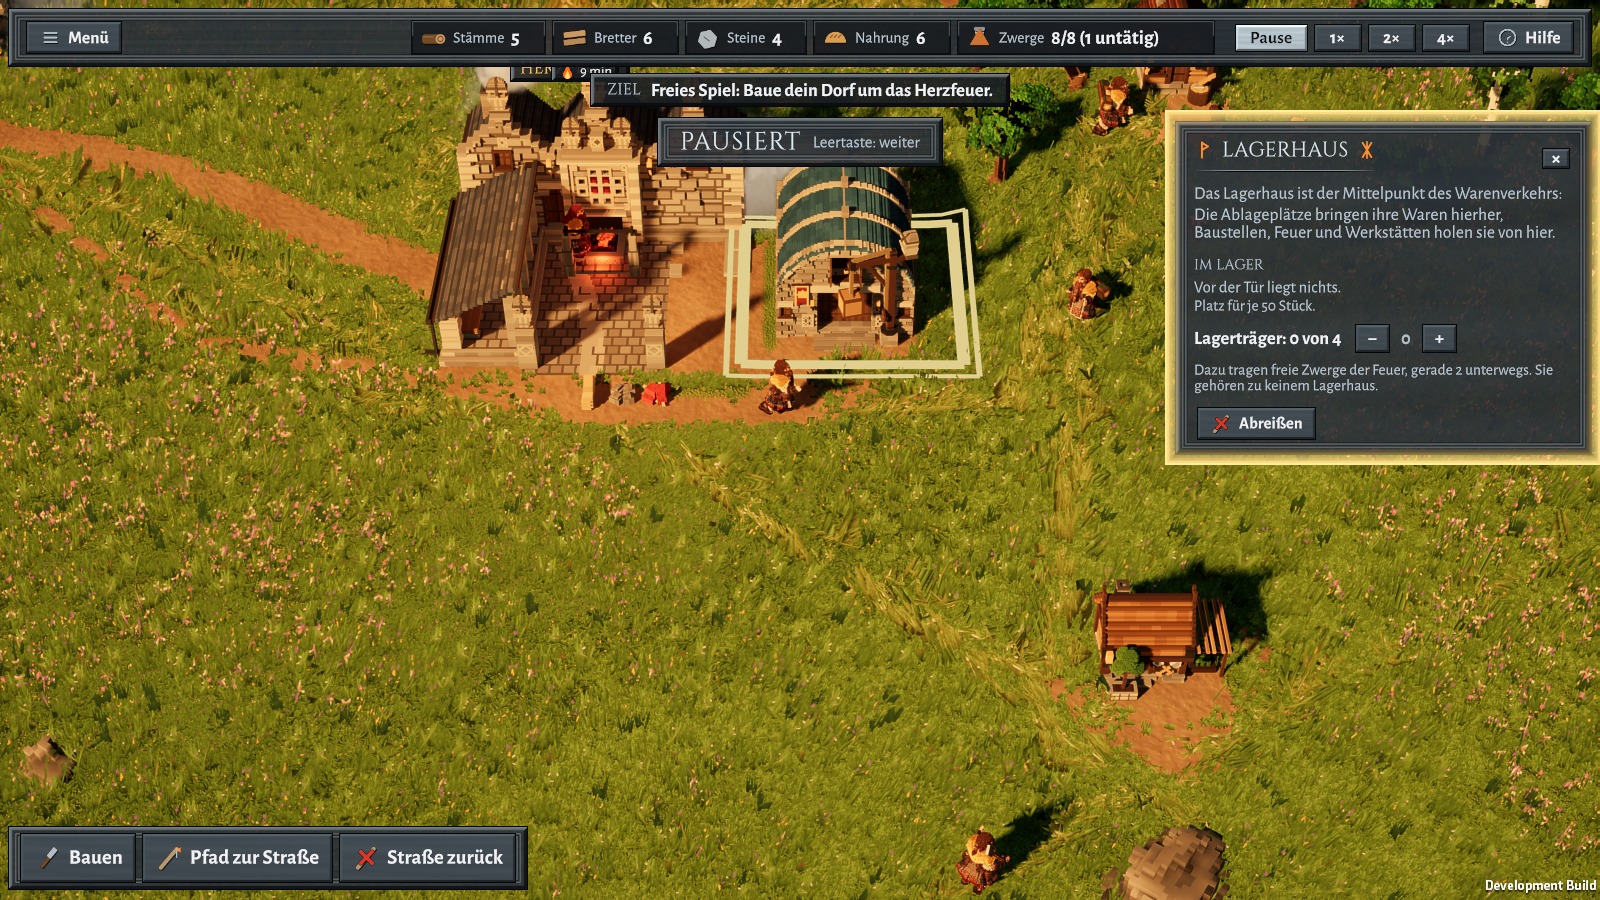 Menü
Stämme 5
Bretter 6
Steine 4
Nahrung 6
Zwerge 8/8 (1 untätig)
Pause
1×
2×
4×
Hilfe
9 min
ZIEL Freies Spiel: Baue dein Dorf um das Herzfeuer.
PAUSIERT Leertaste: weiter
LAGERHAUS
×
Das Lagerhaus ist der Mittelpunkt des Warenverkehrs:
Die Ablageplätze bringen ihre Waren hierher,
Baustellen, Feuer und Werkstätten holen sie von hier.
IM LAGER
Vor der Tür liegt nichts.
Platz für je 50 Stück.
Lagerträger: 0 von 4 − 0 +
Dazu tragen freie Zwerge der Feuer, gerade 2 unterwegs. Sie
gehören zu keinem Lagerhaus.
Abreißen
Bauen
Pfad zur Straße
Straße zurück
Development Build